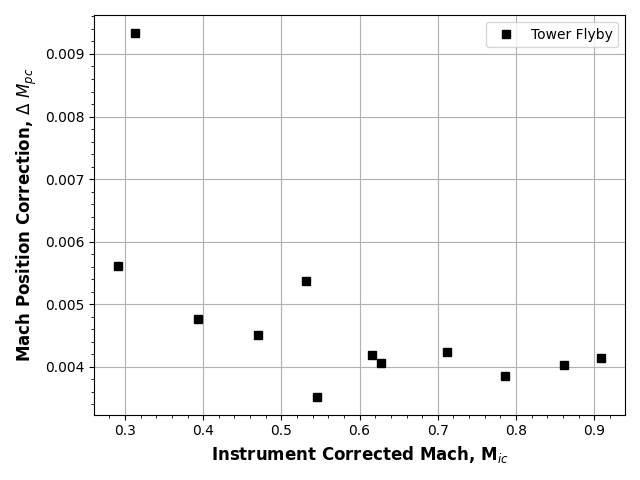 Tower Flyby
0.009
0.008
0.007
0.006
0.005
0.004
Mach Position Correction, Δ M_pc
0.3 0.4 0.5 0.6 0.7 0.8 0.9
Instrument Corrected Mach, M_ic